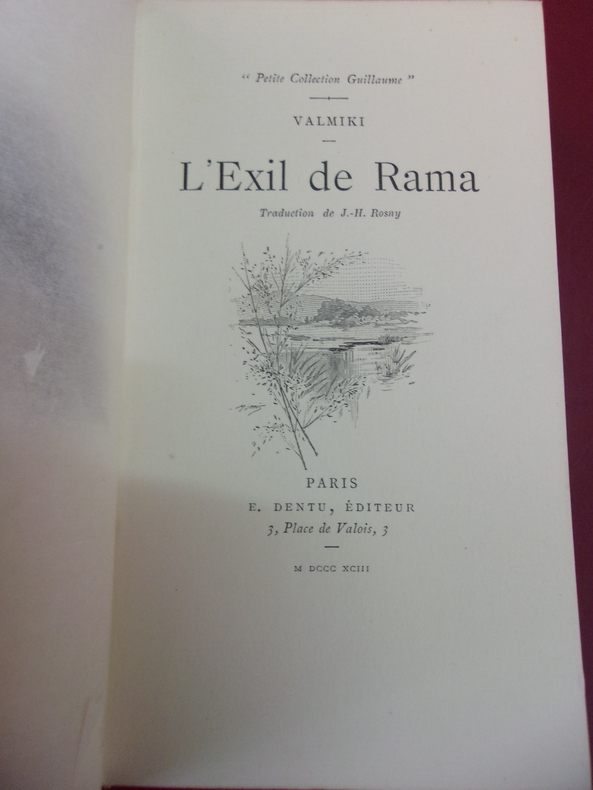 “ Petite Collection Guillaume ”
VALMIKI
L'Exil de Rama
Traduction de J.-H. Rosny
PARIS
E. DENTU, ÉDITEUR
3, Place de Valois, 3
M DCCC XCIII